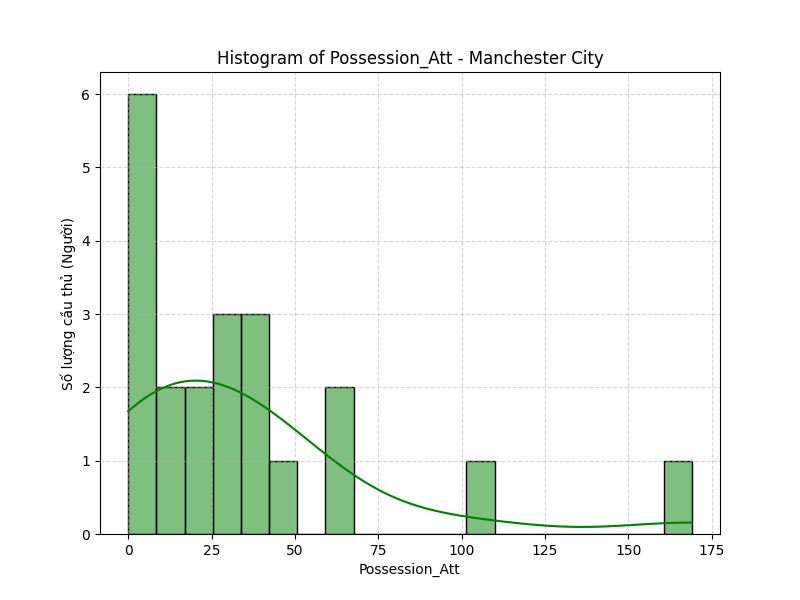 Histogram of Possession_Att - Manchester City
Số lượng cầu thủ (Người)
6
5
4
3
2
1
0
0 25 50 75 100 125 150 175
Possession_Att